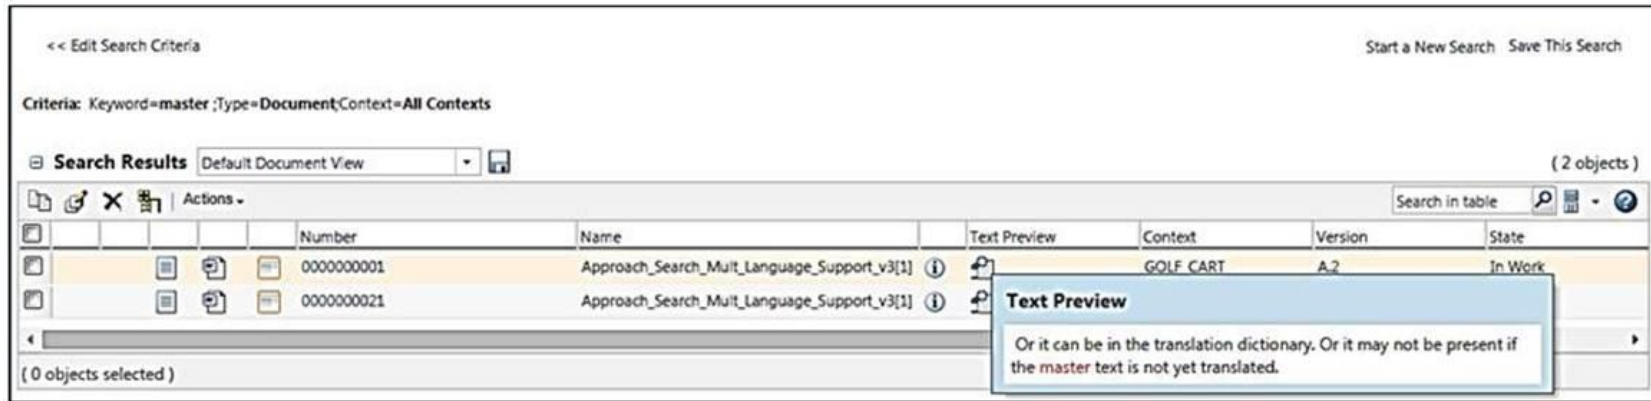 << Edit Search Criteria Start a New Search Save This Search
Criteria: Keyword=master ;Type=Document;Context=All Contexts
Search Results Default Document View ( 2 objects )
Actions Search in table
Number Name Text Preview Context Version State
0000000001 Approach_Search_Mult_Language_Support_v3[1] GOLF CART A.2 In Work
0000000021 Approach_Search_Mult_Language_Support_v3[1]
Text Preview
Or it can be in the translation dictionary. Or it may not be present if
the master text is not yet translated.
( 0 objects selected )